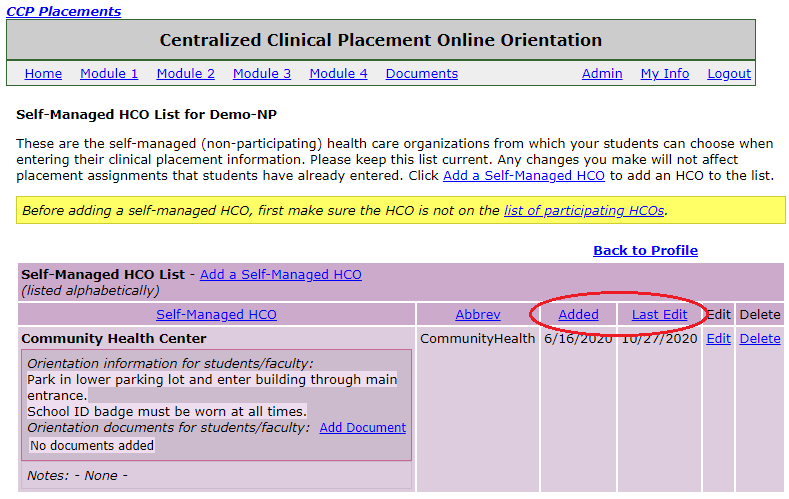 CCP Placements
Centralized Clinical Placement Online Orientation
Home Module 1 Module 2 Module 3 Module 4 Documents Admin My Info Logout
Self-Managed HCO List for Demo-NP
These are the self-managed (non-participating) health care organizations from which your students can choose when
entering their clinical placement information. Please keep this list current. Any changes you make will not affect
placement assignments that students have already entered. Click Add a Self-Managed HCO to add an HCO to the list.
Before adding a self-managed HCO, first make sure the HCO is not on the list of participating HCOs.
Back to Profile
Self-Managed HCO List - Add a Self-Managed HCO
(listed alphabetically)
Self-Managed HCO Abbrev Added Last Edit Edit Delete
Community Health Center CommunityHealth 6/16/2020 10/27/2020 Edit Delete
Orientation information for students/faculty:
Park in lower parking lot and enter building through main
entrance.
School ID badge must be worn at all times.
Orientation documents for students/faculty: Add Document
No documents added
Notes: - None -